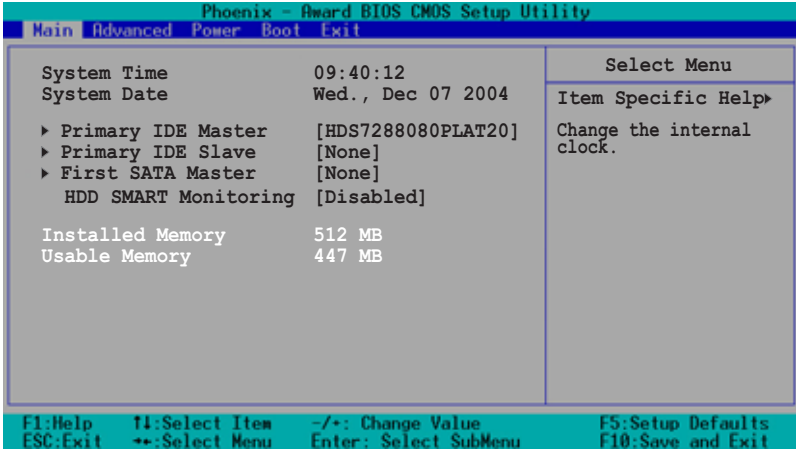 Phoenix - Award BIOS CMOS Setup Utility
Main Advanced Power Boot Exit
System Time 09:40:12
System Date Wed., Dec 07 2004
▶ Primary IDE Master [HDS7288080PLAT20]
▶ Primary IDE Slave [None]
▶ First SATA Master [None]
HDD SMART Monitoring [Disabled]
Installed Memory 512 MB
Usable Memory 447 MB
Select Menu
Item Specific Help▶
Change the internal
clock.
F1:Help ↑↓:Select Item -/+: Change Value F5:Setup Defaults
ESC:Exit ←→:Select Menu Enter: Select SubMenu F10:Save and Exit